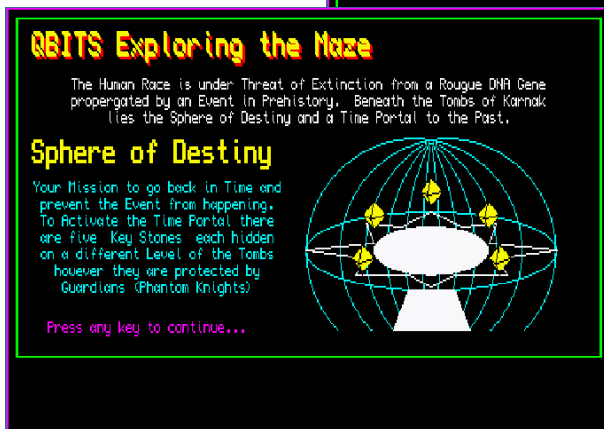 QBITS Exploring the Maze
The Human Race is under Threat of Extinction from a Rougue DNA Gene
propergated by an Event in Prehistory. Beneath the Tombs of Karnak
lies the Sphere of Destiny and a Time Portal to the Past.
Sphere of Destiny
Your Mission to go back in Time and
prevent the Event from happening.
To Activate the Time Portal there
are five Key Stones each hidden
on a different Level of the Tombs
however they are protected by
Guardians (Phantom Knights)
Press any key to continue...